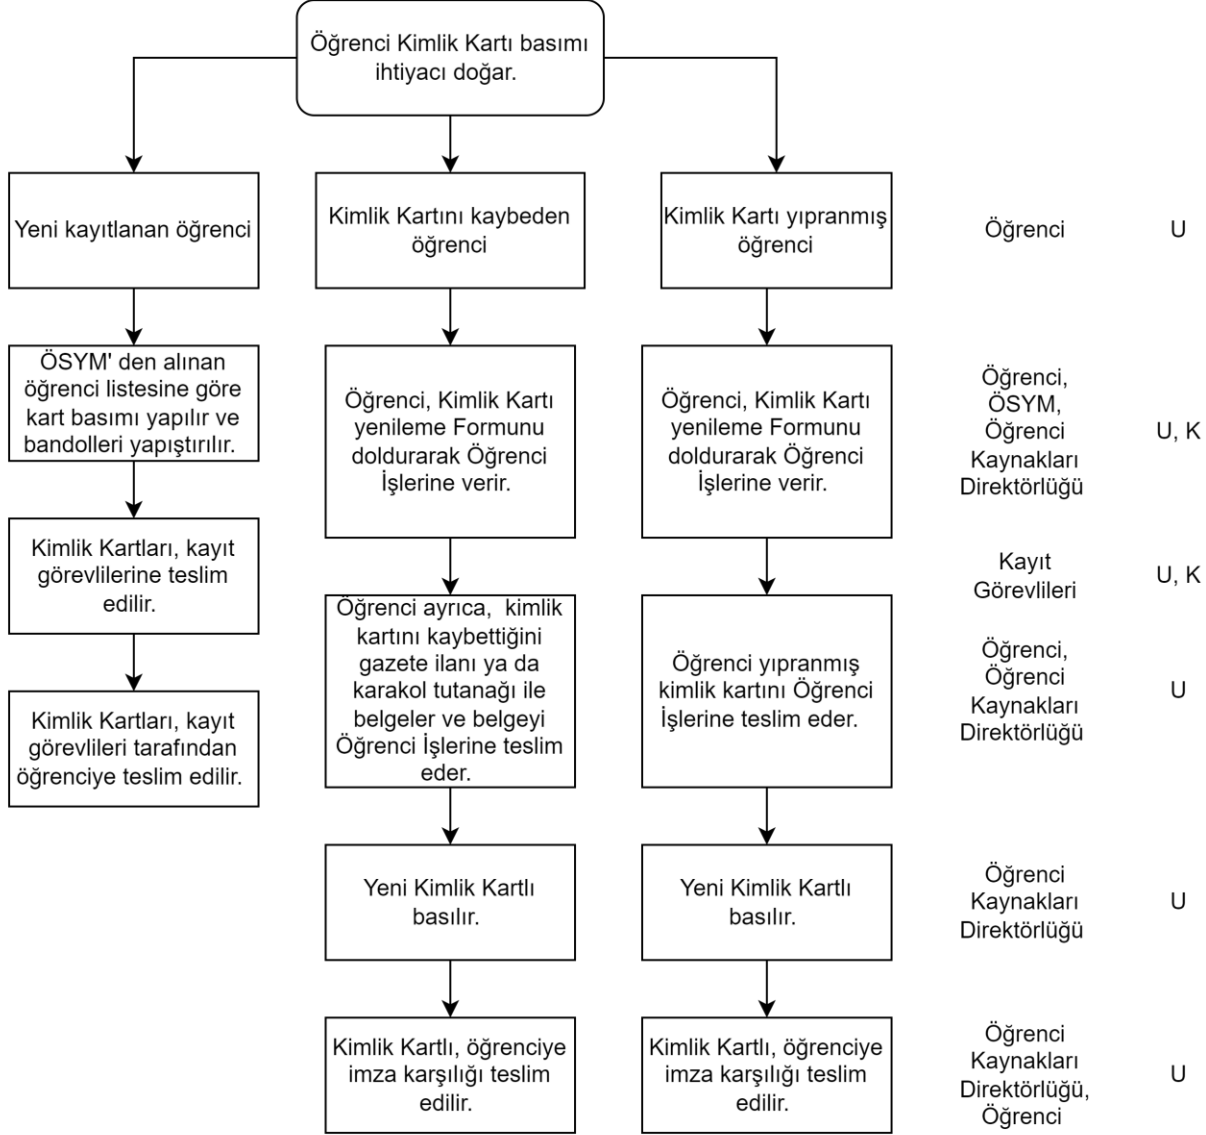 Öğrenci Kimlik Kartı basımı
ihtiyacı doğar.
Yeni kayıtlanan öğrenci
Kimlik Kartını kaybeden
öğrenci
Kimlik Kartı yıpranmış
öğrenci
Öğrenci
U
ÖSYM' den alınan
öğrenci listesine göre
kart basımı yapılır ve
bandolleri yapıştırılır.
Öğrenci, Kimlik Kartı
yenileme Formunu
doldurarak Öğrenci
İşlerine verir.
Öğrenci, Kimlik Kartı
yenileme Formunu
doldurarak Öğrenci
İşlerine verir.
Öğrenci,
ÖSYM,
Öğrenci
Kaynakları
Direktörlüğü
U, K
Kimlik Kartları, kayıt
görevlilerine teslim
edilir.
Kayıt
Görevlileri
U, K
Kimlik Kartları, kayıt
görevlileri tarafından
öğrenciye teslim edilir.
Öğrenci ayrıca, kimlik
kartını kaybettiğini
gazete ilanı ya da
karakol tutanağı ile
belgeler ve belgeyi
Öğrenci İşlerine teslim
eder.
Öğrenci yıpranmış
kimlik kartını Öğrenci
İşlerine teslim eder.
Öğrenci,
Öğrenci
Kaynakları
Direktörlüğü
U
Yeni Kimlik Kartlı
basılır.
Yeni Kimlik Kartlı
basılır.
Öğrenci
Kaynakları
Direktörlüğü
U
Kimlik Kartlı, öğrenciye
imza karşılığı teslim
edilir.
Kimlik Kartlı, öğrenciye
imza karşılığı teslim
edilir.
Öğrenci
Kaynakları
Direktörlüğü,
Öğrenci
U